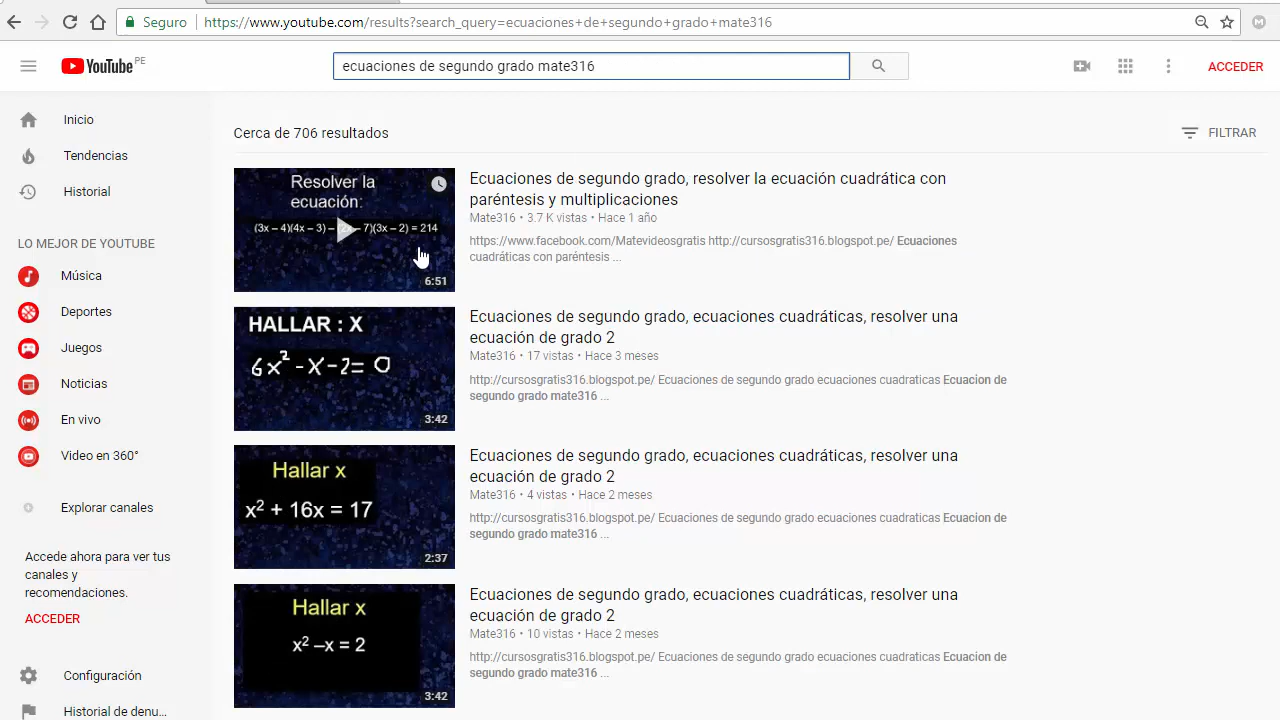 Seguro https://www.youtube.com/results?search_query=ecuaciones+de+segundo+grado+mate316
YouTube PE
ecuaciones de segundo grado mate316
ACCEDER
Inicio
Tendencias
Historial
LO MEJOR DE YOUTUBE
Música
Deportes
Juegos
Noticias
En vivo
Video en 360°
Explorar canales
Accede ahora para ver tus
canales y
recomendaciones.
ACCEDER
Configuración
Historial de denu...
Cerca de 706 resultados
FILTRAR
Resolver la
ecuación:
6:51
Ecuaciones de segundo grado, resolver la ecuación cuadrática con
paréntesis y multiplicaciones
Mate316 • 3.7 K vistas • Hace 1 año
https://www.facebook.com/Matevideosgratis http://cursosgratis316.blogspot.pe/ Ecuaciones
cuadráticas con paréntesis ...
HALLAR : X
6x² - x - 2 = 0
3:42
Ecuaciones de segundo grado, ecuaciones cuadráticas, resolver una
ecuación de grado 2
Mate316 • 17 vistas • Hace 3 meses
http://cursosgratis316.blogspot.pe/ Ecuaciones de segundo grado ecuaciones cuadraticas Ecuacion de
segundo grado mate316 ...
Hallar x
x² + 16x = 17
2:37
Ecuaciones de segundo grado, ecuaciones cuadráticas, resolver una
ecuación de grado 2
Mate316 • 4 vistas • Hace 2 meses
http://cursosgratis316.blogspot.pe/ Ecuaciones de segundo grado ecuaciones cuadraticas Ecuacion de
segundo grado mate316 ...
Hallar x
x² –x = 2
3:42
Ecuaciones de segundo grado, ecuaciones cuadráticas, resolver una
ecuación de grado 2
Mate316 • 10 vistas • Hace 2 meses
http://cursosgratis316.blogspot.pe/ Ecuaciones de segundo grado ecuaciones cuadraticas Ecuacion de
segundo grado mate316 ...